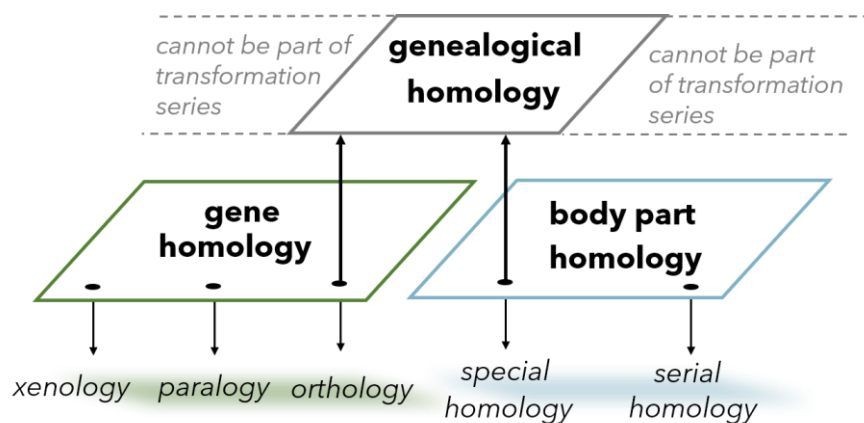 cannot be part of
transformation
series
genealogical
homology
cannot be part
of transformation
series
gene
homology
body part
homology
xenology
paralogy
orthology
special
homology
serial
homology